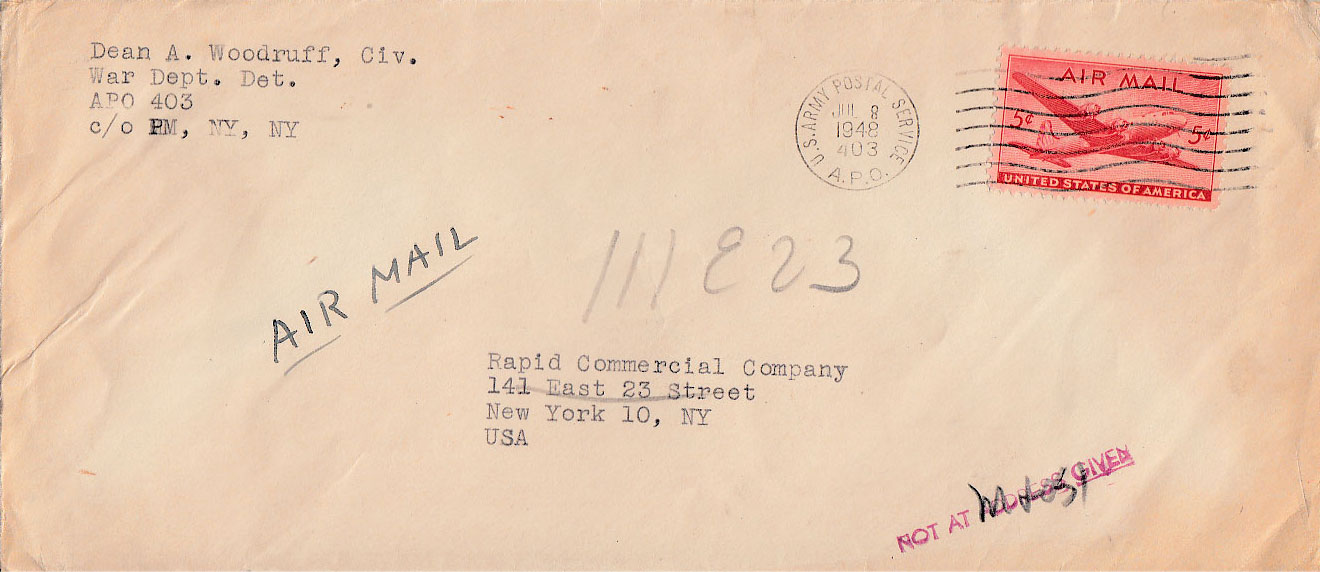 Dean A. Woodruff, Civ.
War Dept. Det.
APO 403
c/o PM, NY, NY
U.S. ARMY POSTAL SERVICE
JUL 8
1948
403
A.P.O.
AIR MAIL
5¢ 5¢
UNITED STATES OF AMERICA
AIR MAIL
111 E 23
Rapid Commercial Company
141 East 23 Street
New York 10, NY
USA
NOT AT ADDRESS GIVEN